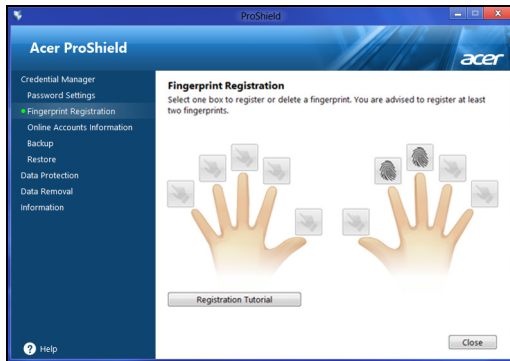 ProShield
Acer ProShield
acer
Credential Manager
Password Settings
Fingerprint Registration
Online Accounts Information
Backup
Restore
Data Protection
Data Removal
Information
Fingerprint Registration
Select one box to register or delete a fingerprint. You are advised to register at least
two fingerprints.
Registration Tutorial
? Help
Close